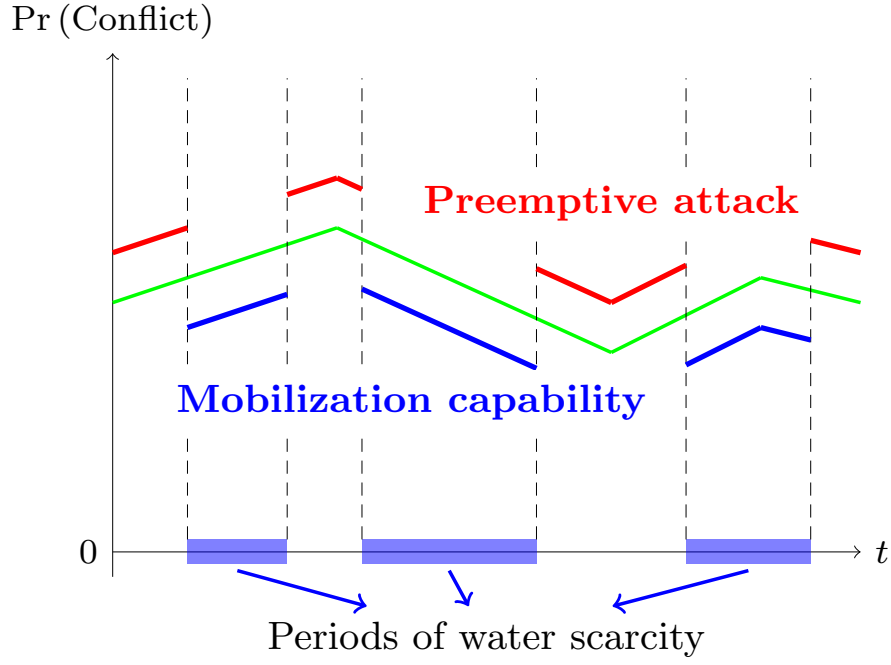 Pr (Conflict)
Preemptive attack
Mobilization capability
0
t
Periods of water scarcity